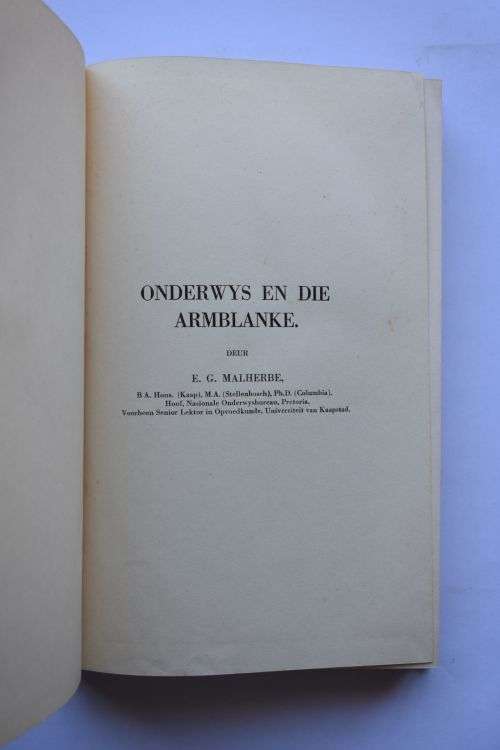 ONDERWYS EN DIE
ARMBLANKE.
DEUR
E. G. MALHERBE,
B.A. Hons. (Kaap), M.A. (Stellenbosch), Ph.D. (Columbia).
Hoof, Nasionale Onderwysbureau, Pretoria.
Voorheen Senior Lektor in Opvoedkunde, Universiteit van Kaapstad.